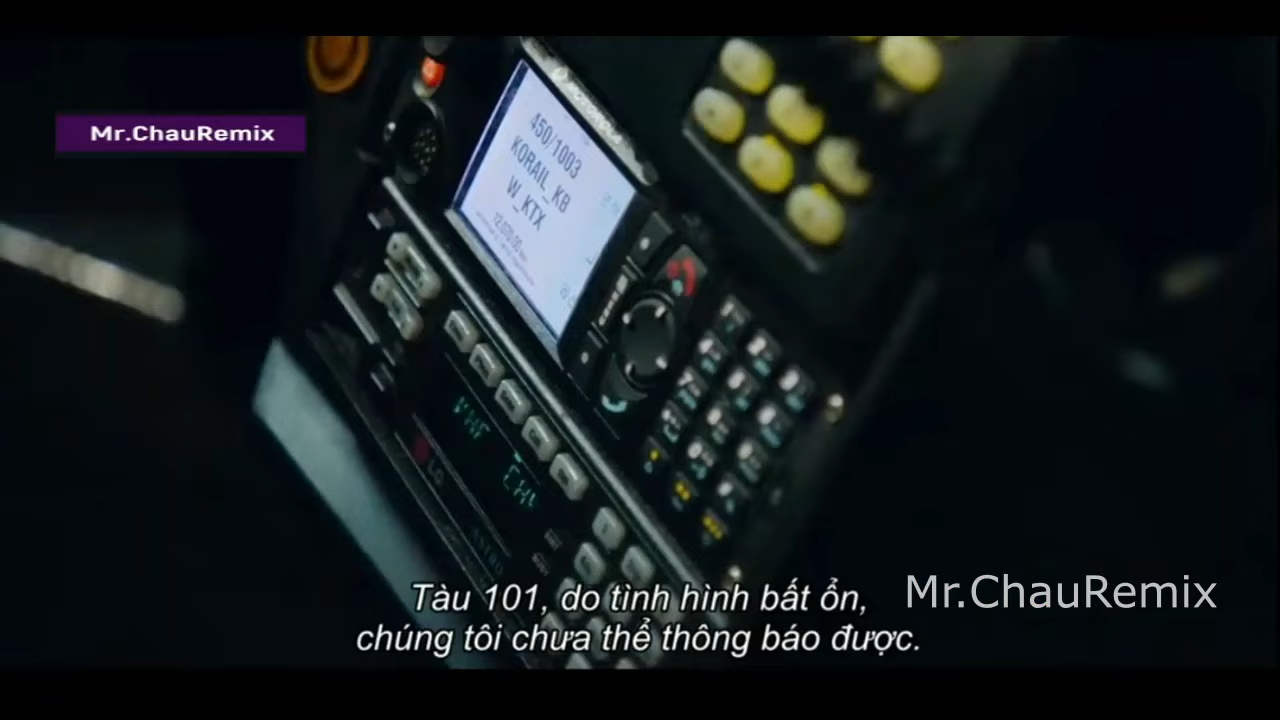 Mr.ChauRemix
450/1003
KORAIL_KB
W_KTX
LG
Tàu 101, do tình hình bất ổn,
chúng tôi chưa thể thông báo được.
Mr.ChauRemix